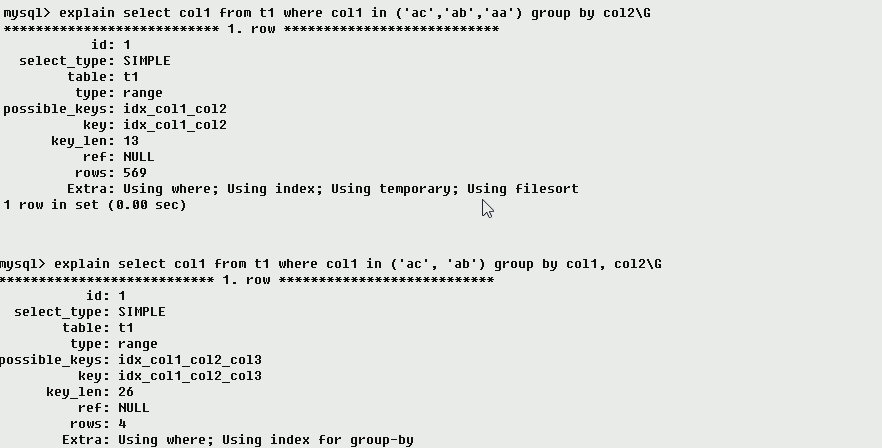 mysql> explain select col1 from t1 where col1 in ('ac','ab','aa') group by col2\G
*************************** 1. row ***************************
id: 1
select_type: SIMPLE
table: t1
type: range
possible_keys: idx_col1_col2
key: idx_col1_col2
key_len: 13
ref: NULL
rows: 569
Extra: Using where; Using index; Using temporary; Using filesort
1 row in set (0.00 sec)
mysql> explain select col1 from t1 where col1 in ('ac', 'ab') group by col1, col2\G
*************************** 1. row ***************************
id: 1
select_type: SIMPLE
table: t1
type: range
possible_keys: idx_col1_col2_col3
key: idx_col1_col2_col3
key_len: 26
ref: NULL
rows: 4
Extra: Using where; Using index for group-by